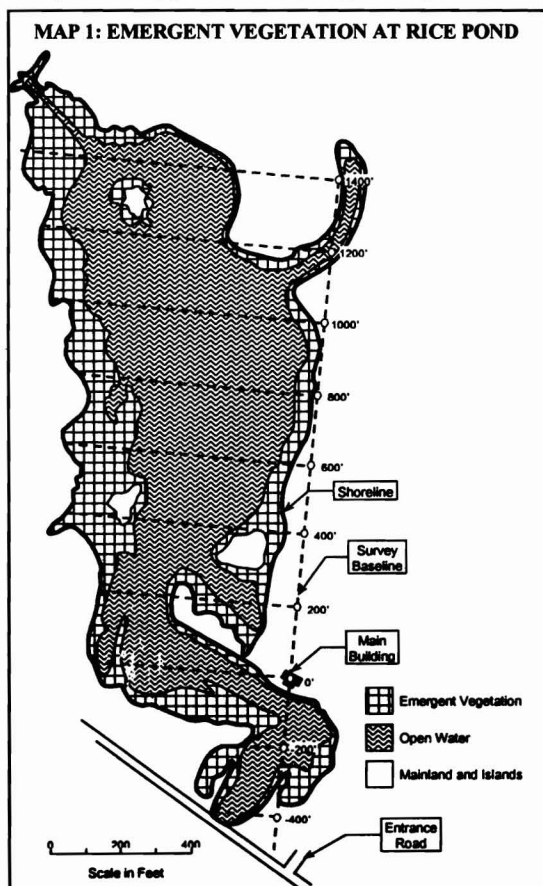 MAP 1: EMERGENT VEGETATION AT RICE POND
1400'
1200'
1000'
800'
600'
Shoreline
400'
Survey
Baseline
200'
Main
Building
0'
Emergent Vegetation
Open Water
-200'
Mainland and Islands
-400'
Entrance
Road
0 200 400
Scale in Feet